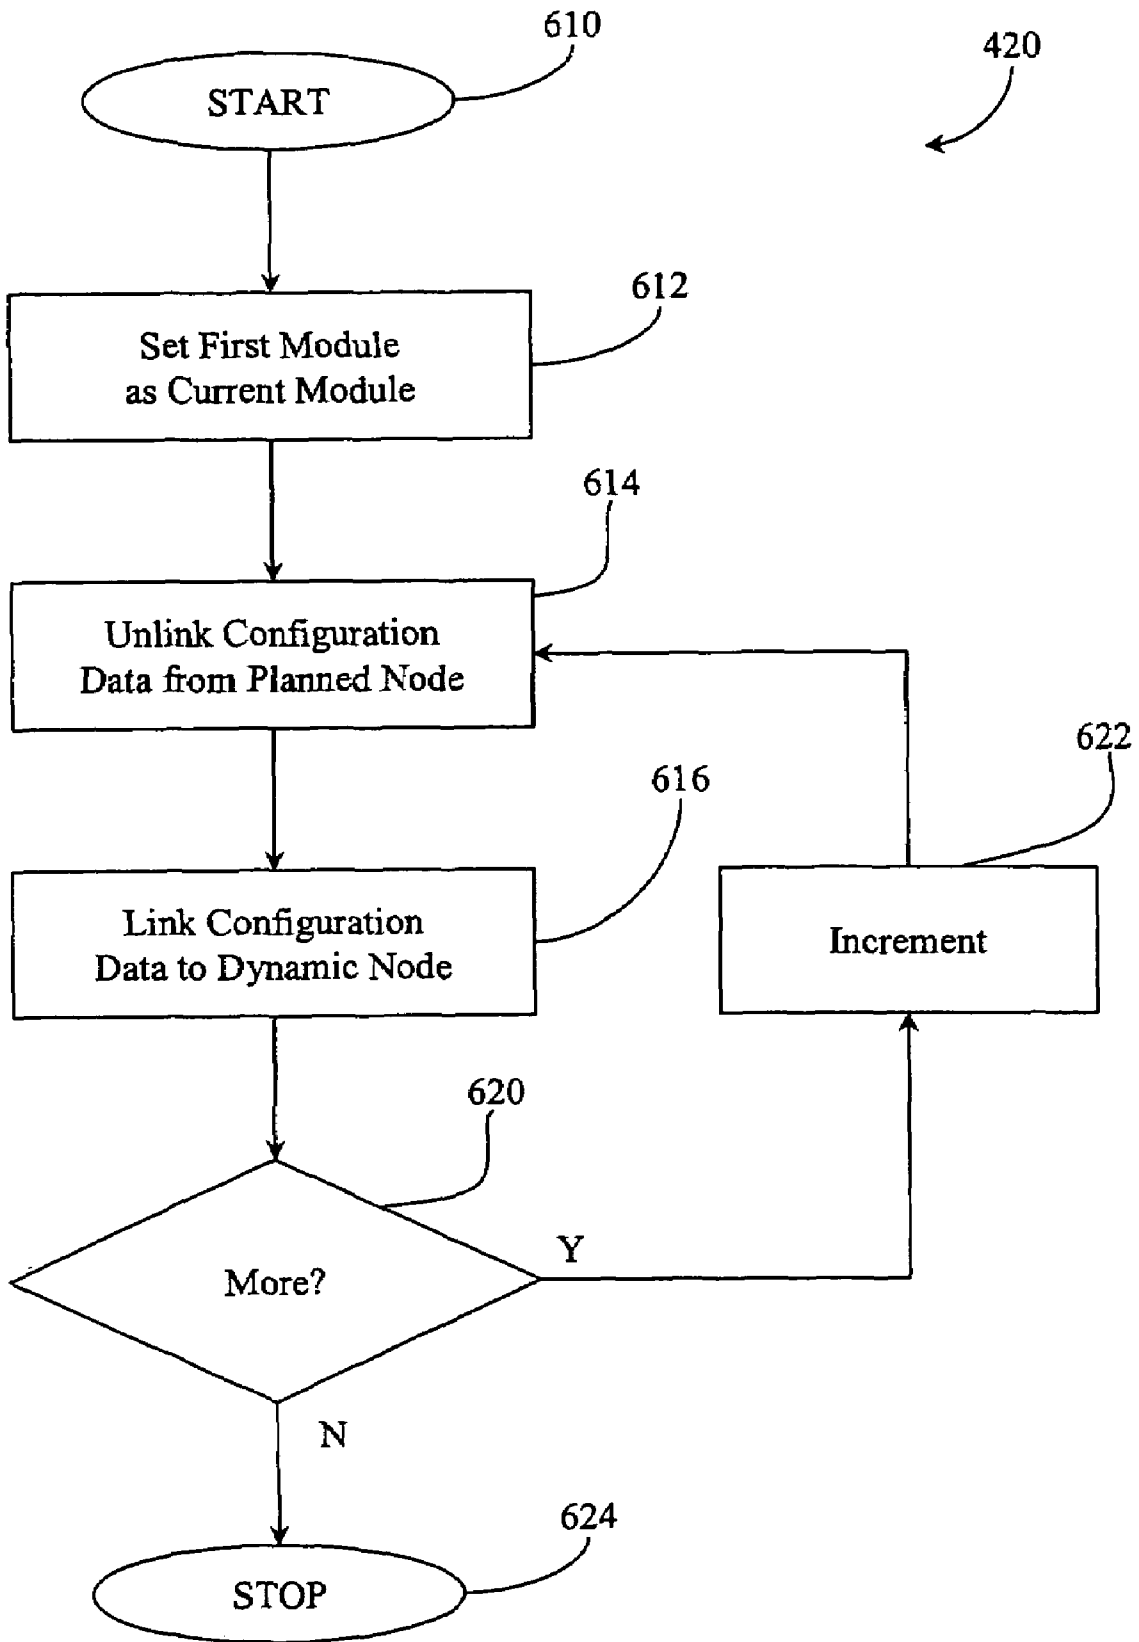 610
420
START
612
Set First Module
as Current Module
614
Unlink Configuration
Data from Planned Node
622
616
Link Configuration
Data to Dynamic Node
Increment
620
Y
More?
N
624
STOP